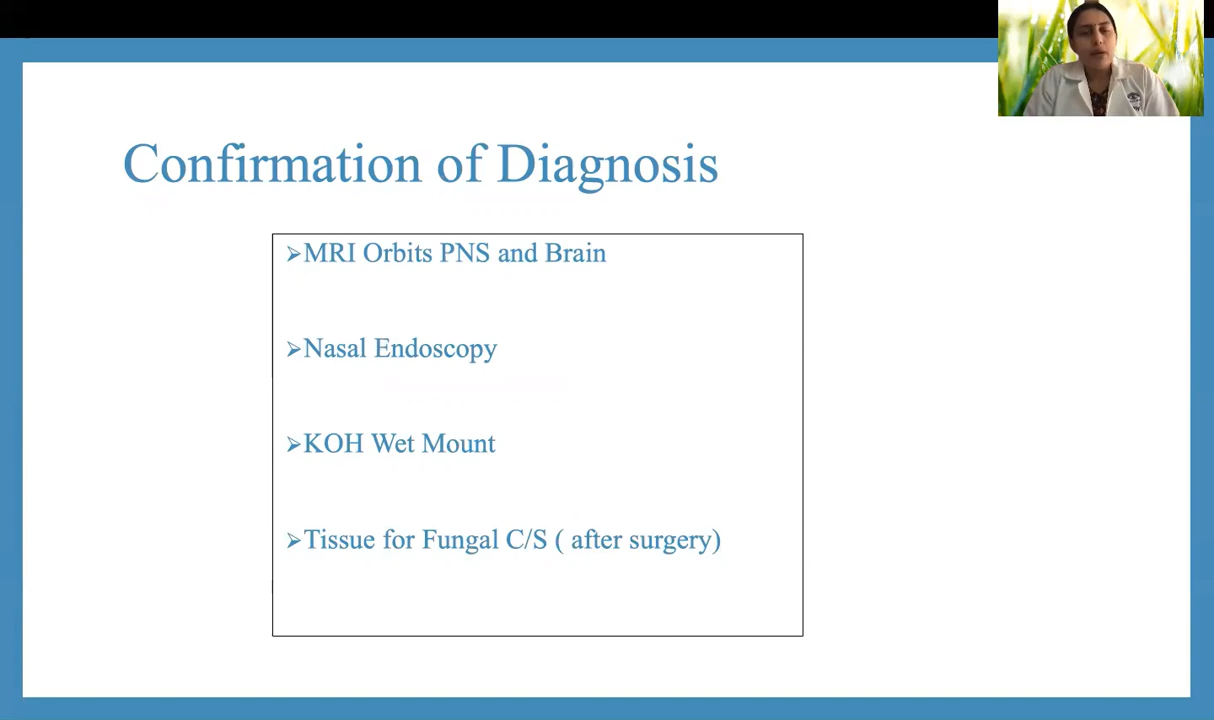 Confirmation of Diagnosis
➢MRI Orbits PNS and Brain
➢Nasal Endoscopy
➢KOH Wet Mount
➢Tissue for Fungal C/S ( after surgery)